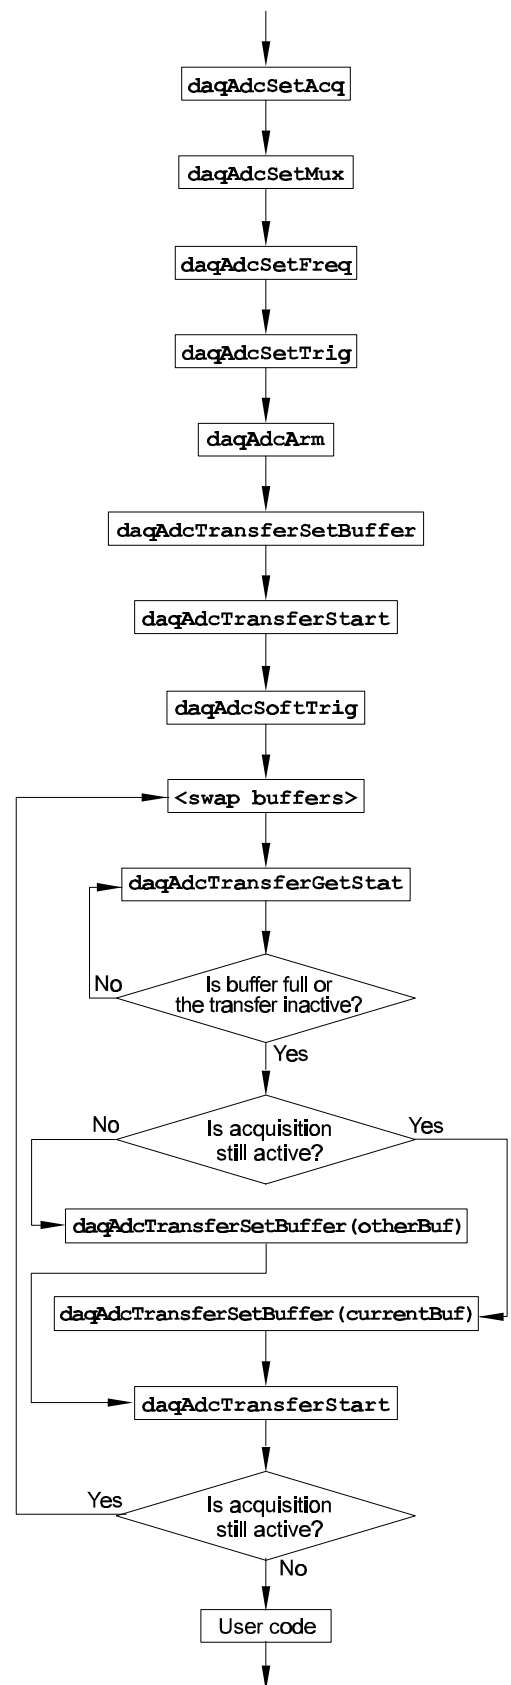 daqAdcSetAcq
daqAdcSetMux
daqAdcSetFreq
daqAdcSetTrig
daqAdcArm
daqAdcTransferSetBuffer
daqAdcTransferStart
daqAdcSoftTrig
<swap buffers>
daqAdcTransferGetStat
No
Is buffer full or
the transfer inactive?
Yes
No
Is acquisition
still active?
Yes
daqAdcTransferSetBuffer(otherBuf)
daqAdcTransferSetBuffer(currentBuf)
daqAdcTransferStart
Yes
Is acquisition
still active?
No
User code